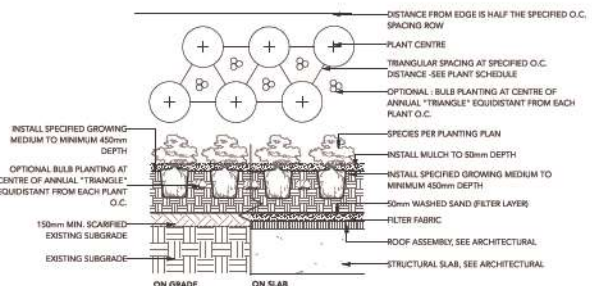 DISTANCE FROM EDGE IS HALF THE SPECIFIED O.C.
SPACING ROW
PLANT CENTRE
TRIANGULAR SPACING AT SPECIFIED O.C.
DISTANCE -SEE PLANT SCHEDULE
OPTIONAL : BULB PLANTING AT CENTRE OF
ANNUAL "TRIANGLE" EQUIDISTANT FROM EACH
PLANT O.C.
SPECIES PER PLANTING PLAN
INSTALL MULCH TO 50mm DEPTH
INSTALL SPECIFIED GROWING MEDIUM TO
MINIMUM 450mm DEPTH
50mm WASHED SAND (FILTER LAYER)
FILTER FABRIC
ROOF ASSEMBLY, SEE ARCHITECTURAL
STRUCTURAL SLAB, SEE ARCHITECTURAL
INSTALL SPECIFIED GROWING
MEDIUM TO MINIMUM 450mm
DEPTH
OPTIONAL BULB PLANTING AT
CENTRE OF ANNUAL "TRIANGLE"
EQUIDISTANT FROM EACH PLANT
O.C.
150mm MIN. SCARIFIED
EXISTING SUBGRADE
EXISTING SUBGRADE
ON GRADE
ON SLAB